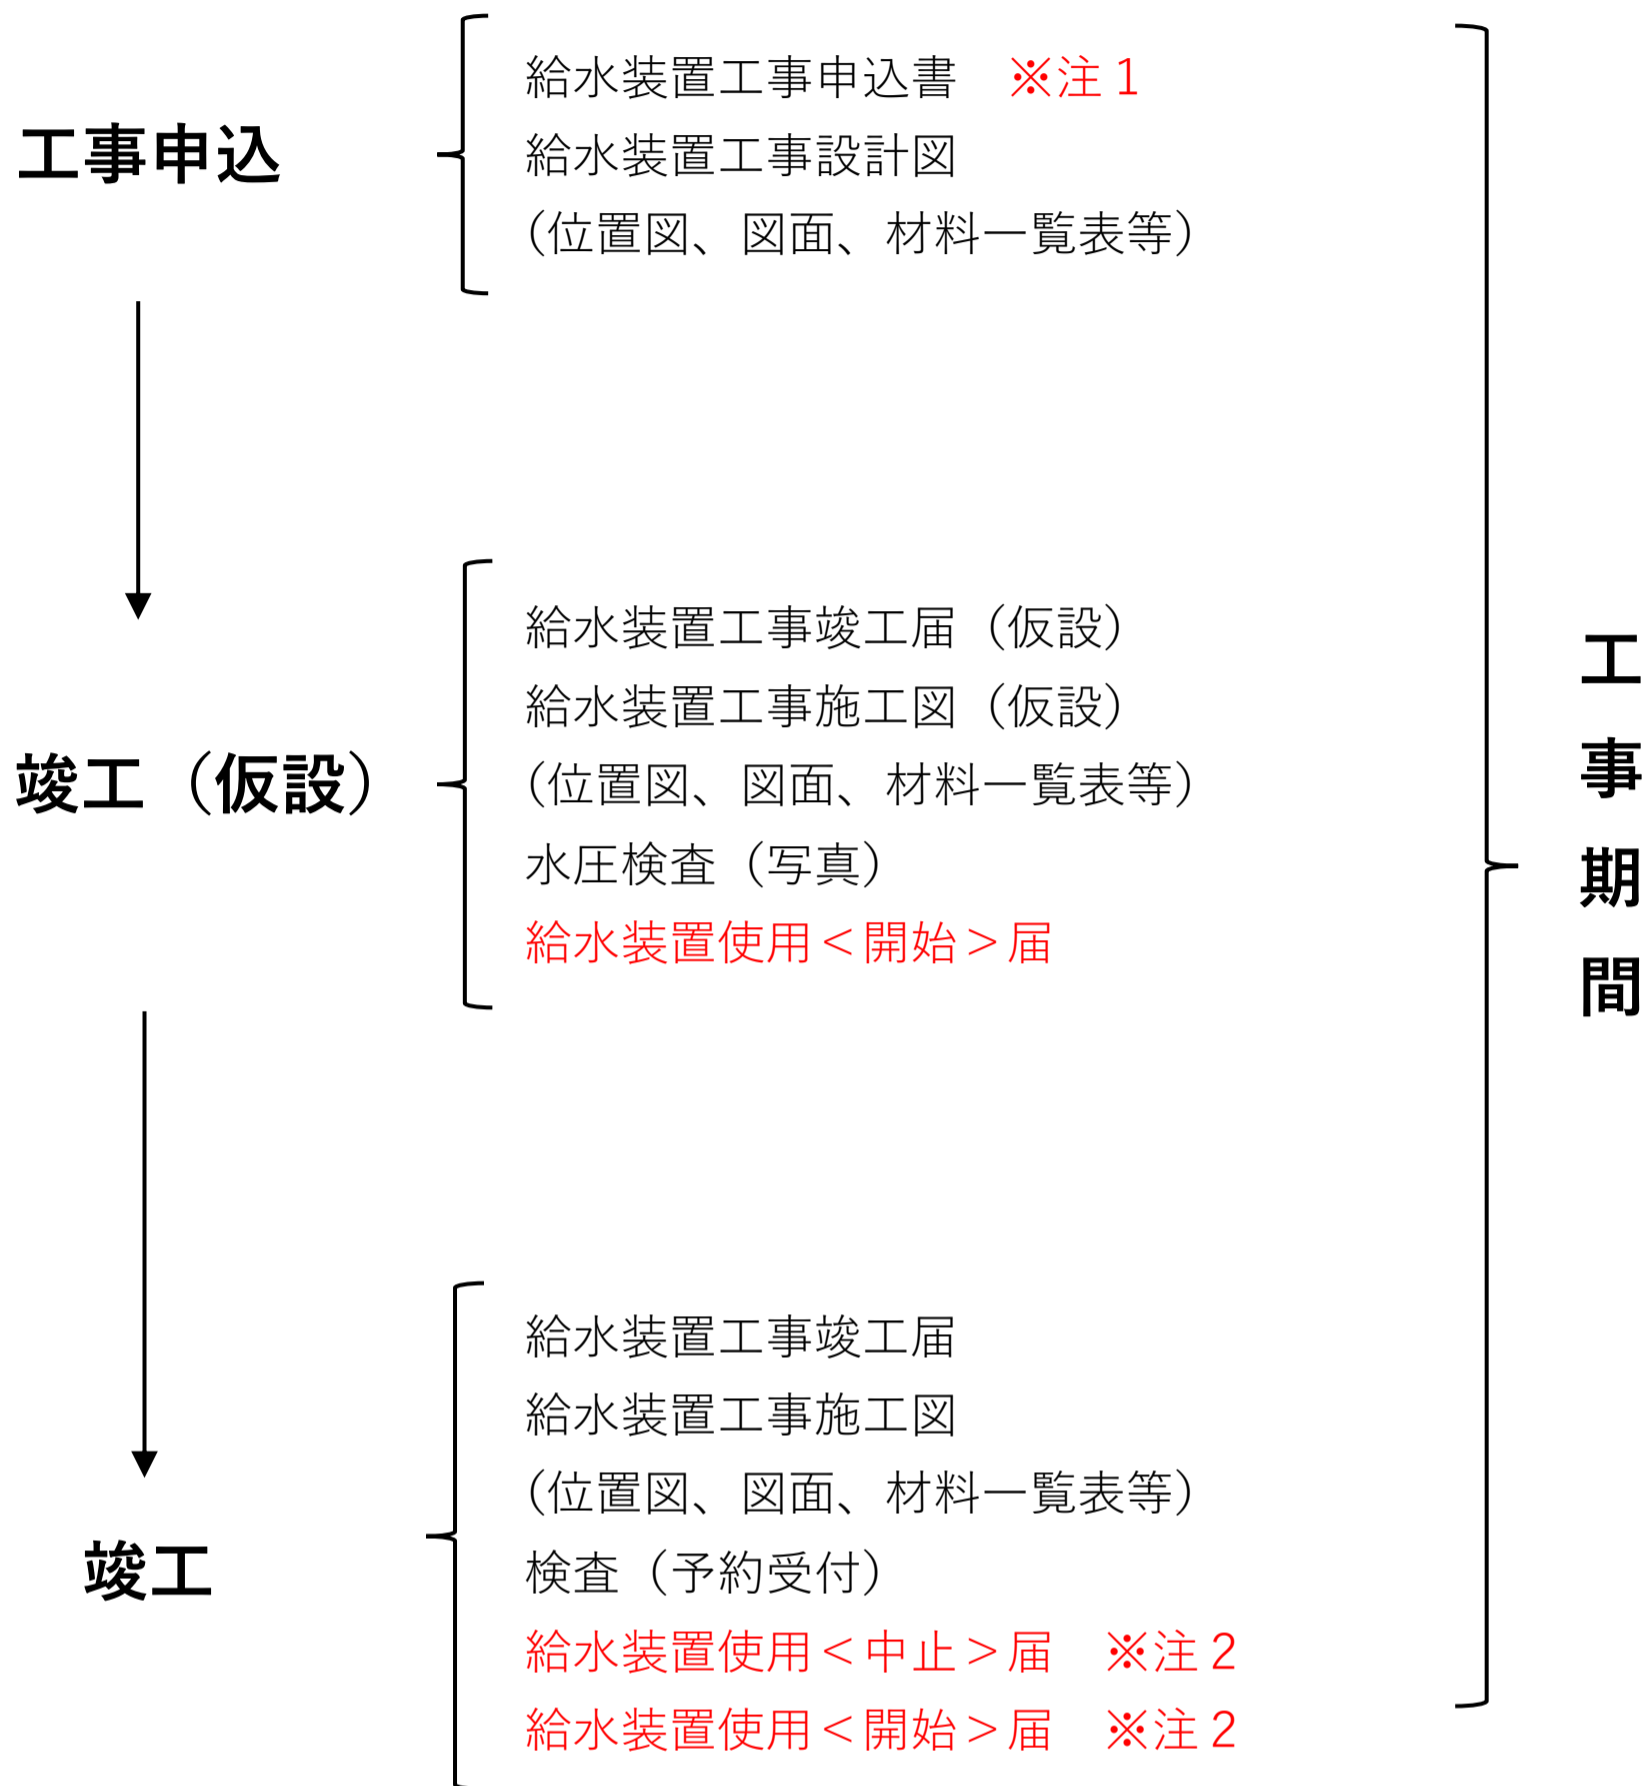 工事申込
給水装置工事申込書　※注１
給水装置工事設計図
（位置図、図面、材料一覧表等）
竣工（仮設）
給水装置工事竣工届（仮設）
給水装置工事施工図（仮設）
（位置図、図面、材料一覧表等）
水圧検査（写真）
給水装置使用＜開始＞届
竣工
給水装置工事竣工届
給水装置工事施工図
（位置図、図面、材料一覧表等）
検査（予約受付）
給水装置使用＜中止＞届　※注２
給水装置使用＜開始＞届　※注２
工事期間